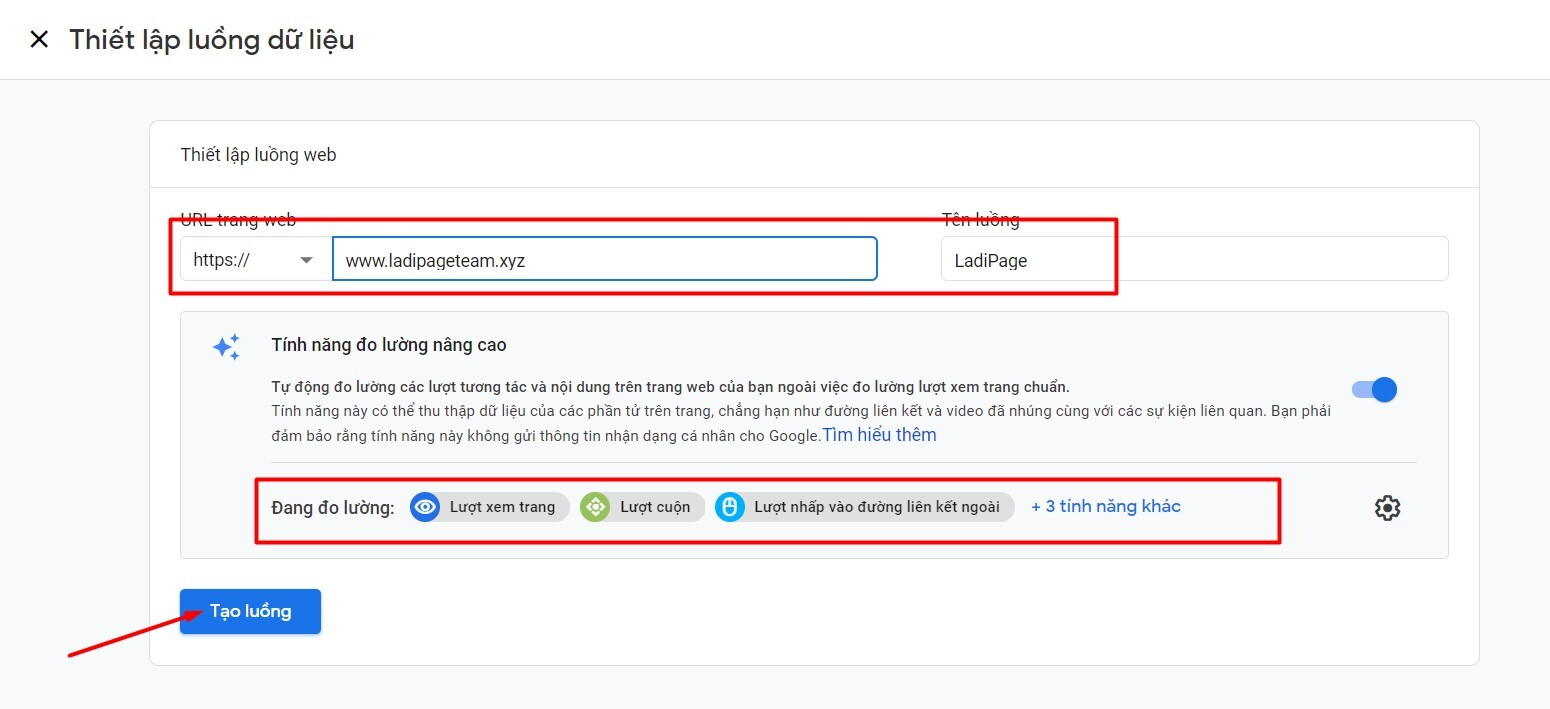 Thiết lập luồng dữ liệu
Thiết lập luồng web
URL trang web
Tên luồng
https://
www.ladipageteam.xyz
LadiPage
Tính năng đo lường nâng cao
Tự động đo lường các lượt tương tác và nội dung trên trang web của bạn ngoài việc đo lường lượt xem trang chuẩn.
Tính năng này có thể thu thập dữ liệu của các phần tử trên trang, chẳng hạn như đường liên kết và video đã nhúng cùng với các sự kiện liên quan. Bạn phải
đảm bảo rằng tính năng này không gửi thông tin nhận dạng cá nhân cho Google.Tìm hiểu thêm
Đang đo lường: Lượt xem trang Lượt cuộn Lượt nhấp vào đường liên kết ngoài + 3 tính năng khác
Tạo luồng